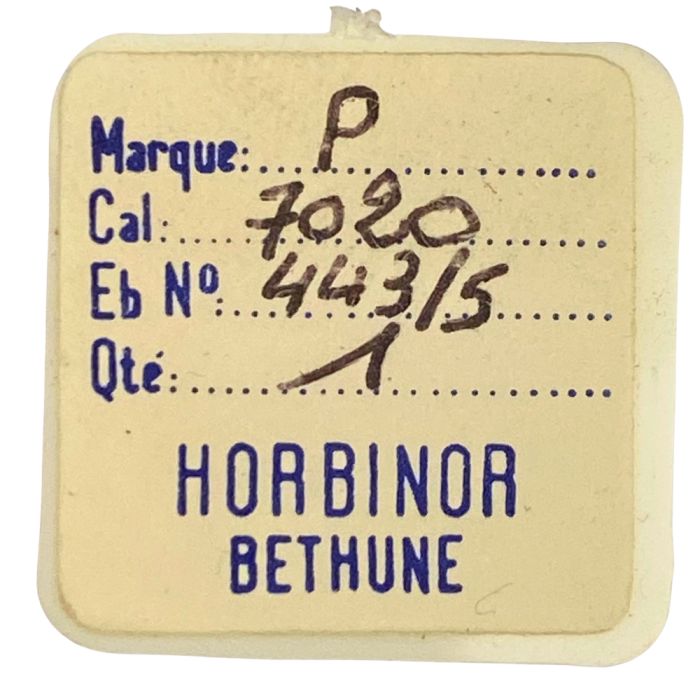 Marque: P
Cal: 7020
Eb Nº: 443/5
Qté: 1
HORBINOR
BETHUNE